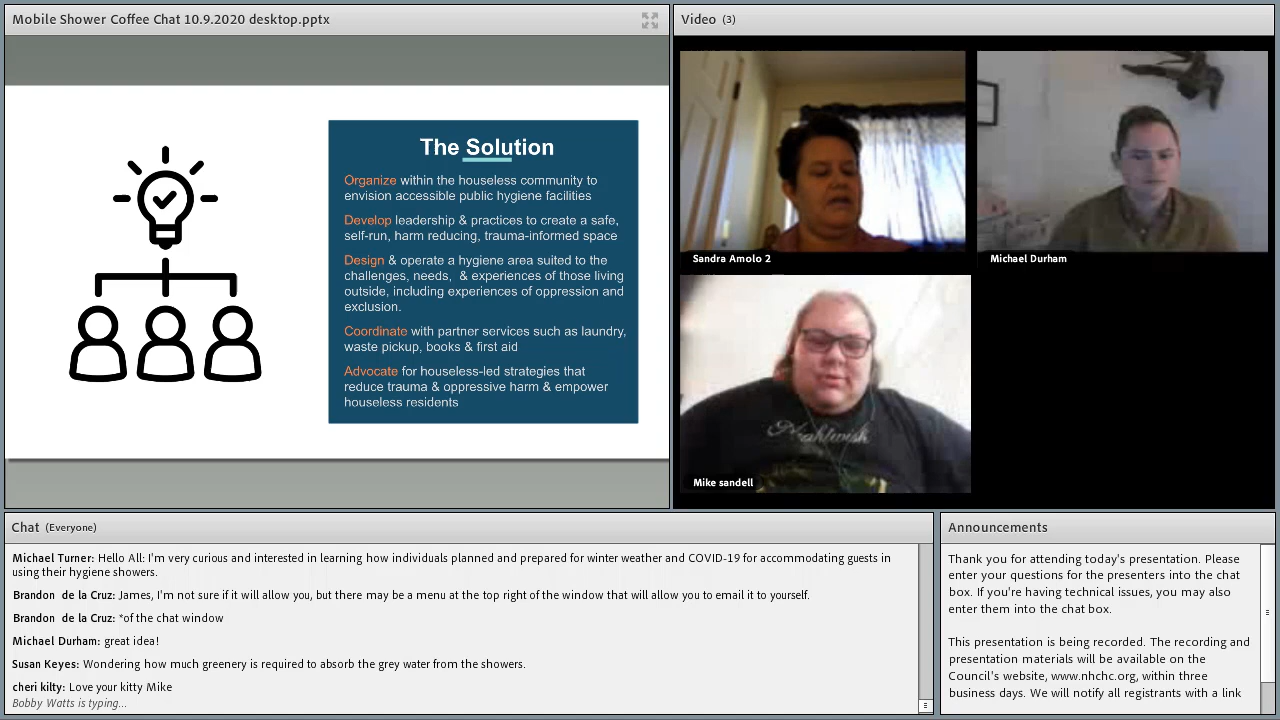 Mobile Shower Coffee Chat 10.9.2020 desktop.pptx
The Solution
Organize within the houseless community to
envision accessible public hygiene facilities
Develop leadership & practices to create a safe,
self-run, harm reducing, trauma-informed space
Design & operate a hygiene area suited to the
challenges, needs, & experiences of those living
outside, including experiences of oppression and
exclusion.
Coordinate with partner services such as laundry,
waste pickup, books & first aid
Advocate for houseless-led strategies that
reduce trauma & oppressive harm & empower
houseless residents
Video (3)
Sandra Amolo 2
Michael Durham
Mike sandell
Chat (Everyone)
Michael Turner: Hello All: I'm very curious and interested in learning how individuals planned and prepared for winter weather and COVID-19 for accommodating guests in
using their hygiene showers.
Brandon de la Cruz: James, I'm not sure if it will allow you, but there may be a menu at the top right of the window that will allow you to email it to yourself.
Brandon de la Cruz: *of the chat window
Michael Durham: great idea!
Susan Keyes: Wondering how much greenery is required to absorb the grey water from the showers.
cheri kilty: Love your kitty Mike
Bobby Watts is typing...
Announcements
Thank you for attending today's presentation. Please
enter your questions for the presenters into the chat
box. If you're having technical issues, you may also
enter them into the chat box.
This presentation is being recorded. The recording and
presentation materials will be available on the
Council's website, www.nhchc.org, within three
business days. We will notify all registrants with a link